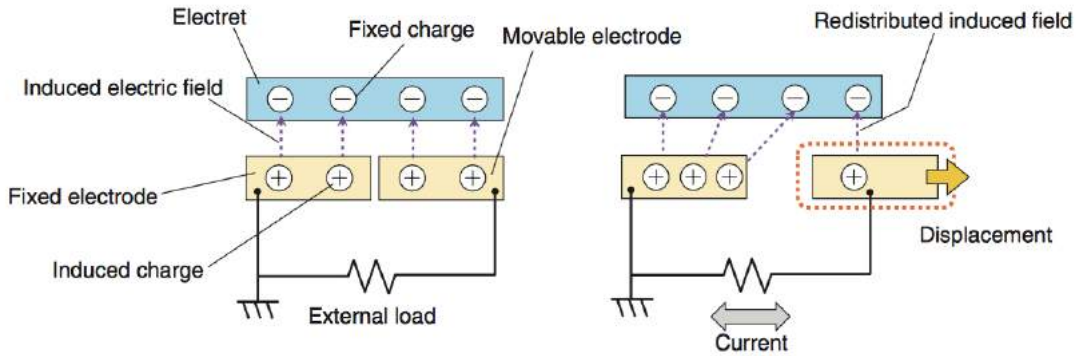 Electret
Fixed charge
Movable electrode
Redistributed induced field
Induced electric field
Fixed electrode
Induced charge
External load
Displacement
Current